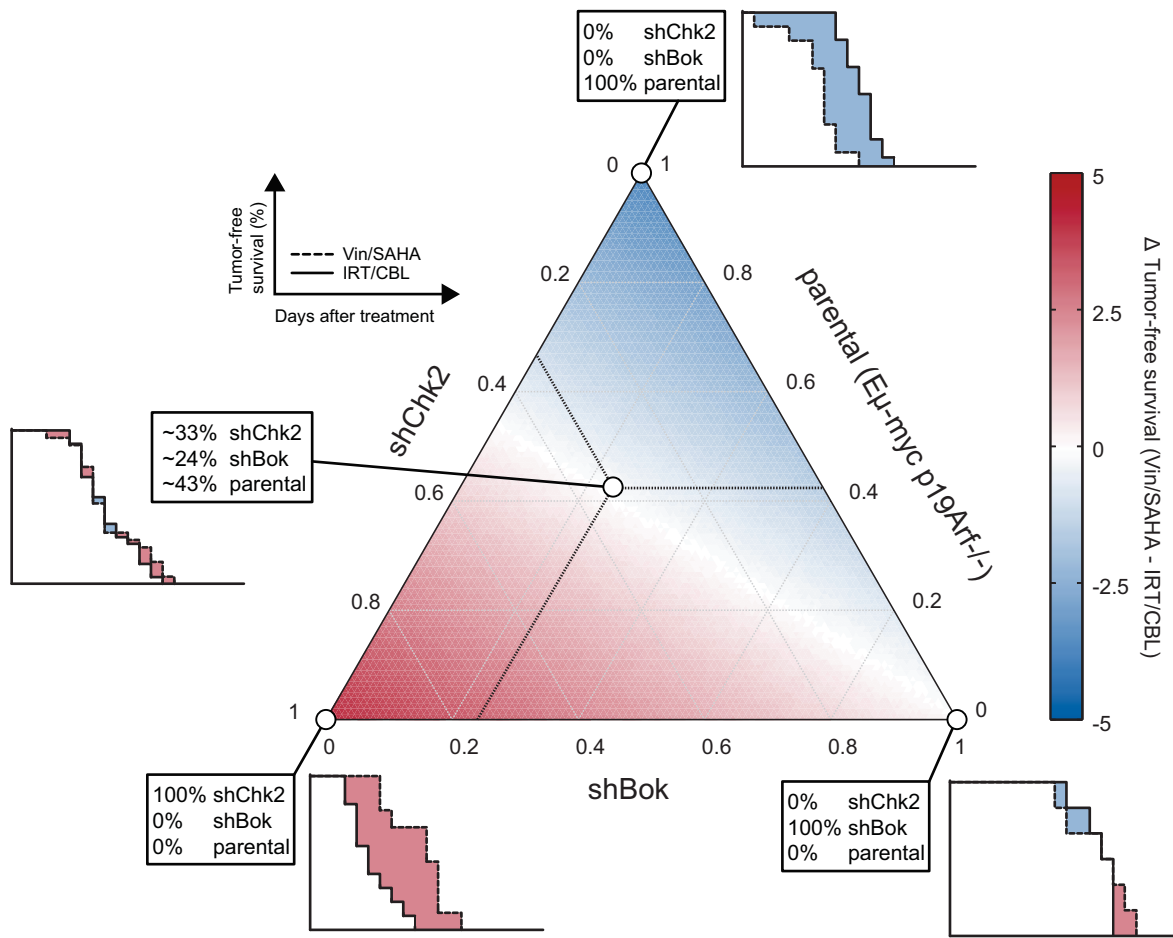 0% shChk2
0% shBok
100% parental
Tumor-free
survival (%)
Vin/SAHA
IRT/CBL
Days after treatment
0
1
0.2
0.8
0.4
0.6
0.6
0.4
0.8
0.2
1
0
0
0.2
0.4
0.6
0.8
1
shChk2
parental (Eμ-myc p19Arf-/-)
shBok
~33% shChk2
~24% shBok
~43% parental
100% shChk2
0% shBok
0% parental
0% shChk2
100% shBok
0% parental
5
2.5
0
-2.5
-5
Δ Tumor-free survival (Vin/SAHA - IRT/CBL)